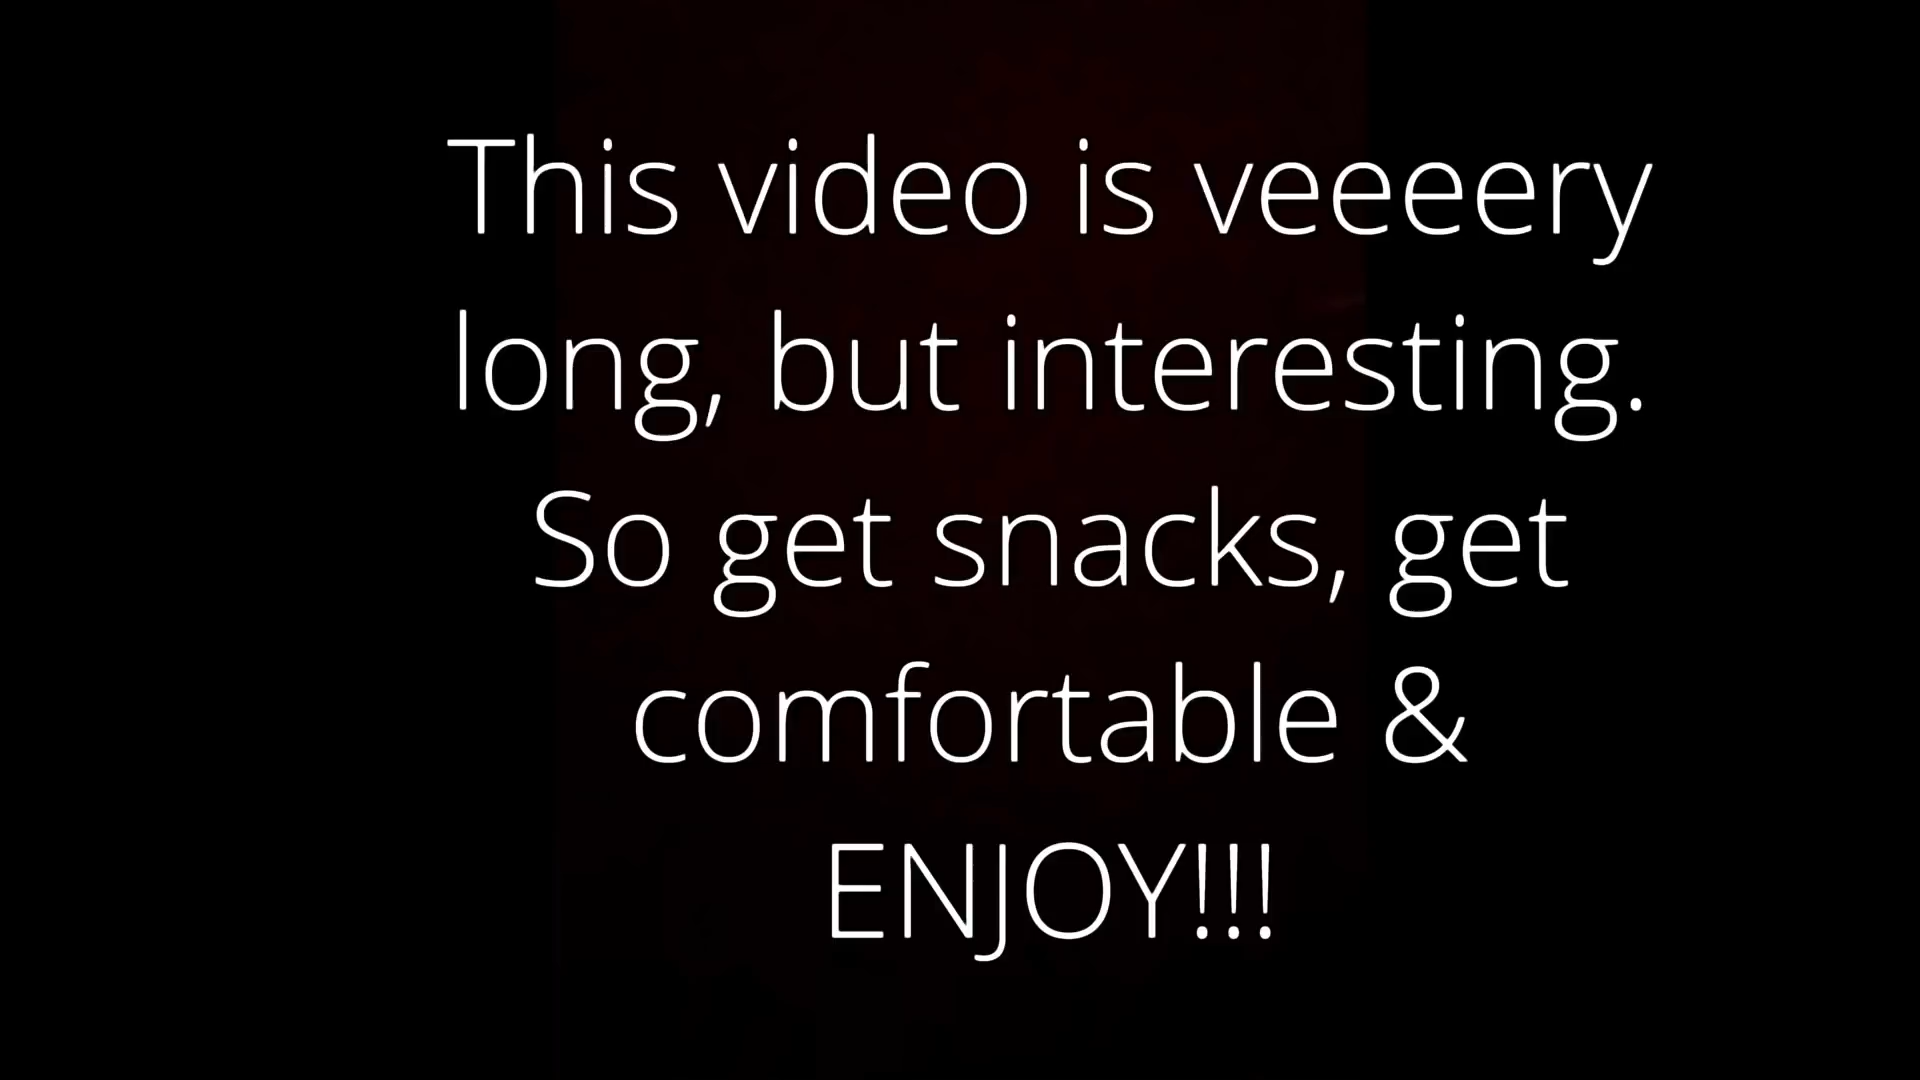 This video is veeeery
long, but interesting.
So get snacks, get
comfortable &
ENJOY!!!